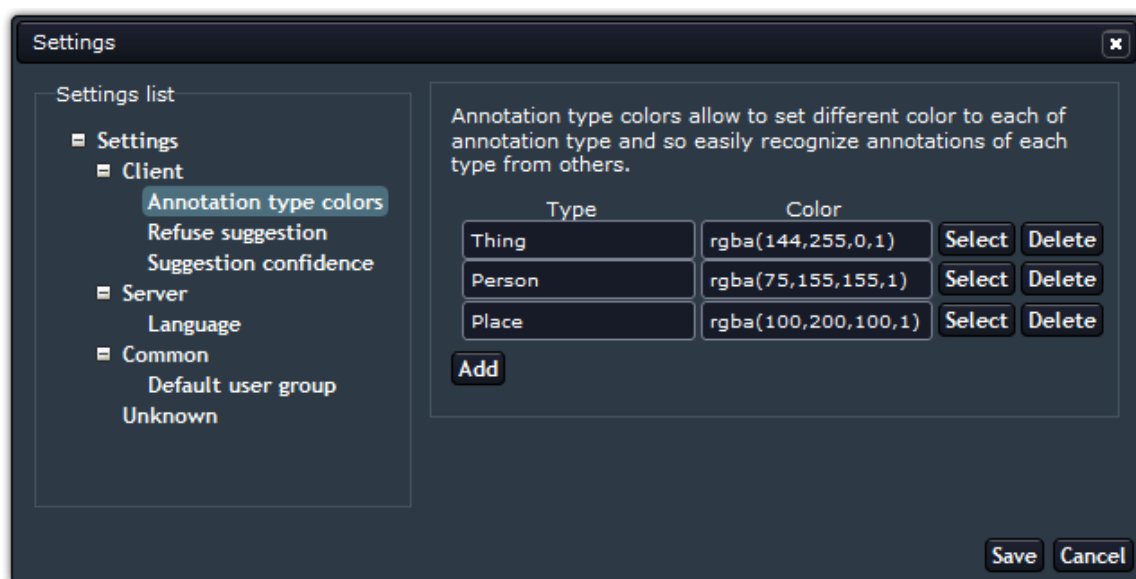 Settings
Settings list
Settings
Client
Annotation type colors
Refuse suggestion
Suggestion confidence
Server
Language
Common
Default user group
Unknown
Annotation type colors allow to set different color to each of
annotation type and so easily recognize annotations of each
type from others.
Type Color
Thing rgba(144,255,0,1) Select Delete
Person rgba(75,155,155,1) Select Delete
Place rgba(100,200,100,1) Select Delete
Add
Save Cancel